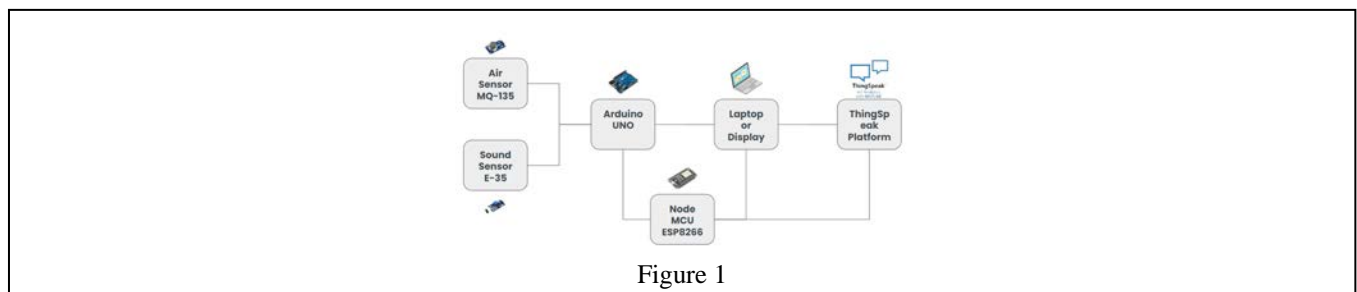 Air
Sensor
MQ-135
Arduino
UNO
Laptop
or
Display
ThingSpeak
ThingSp
eak
Platform
Sound
Sensor
E-35
Node
MCU
ESP8266
Figure 1